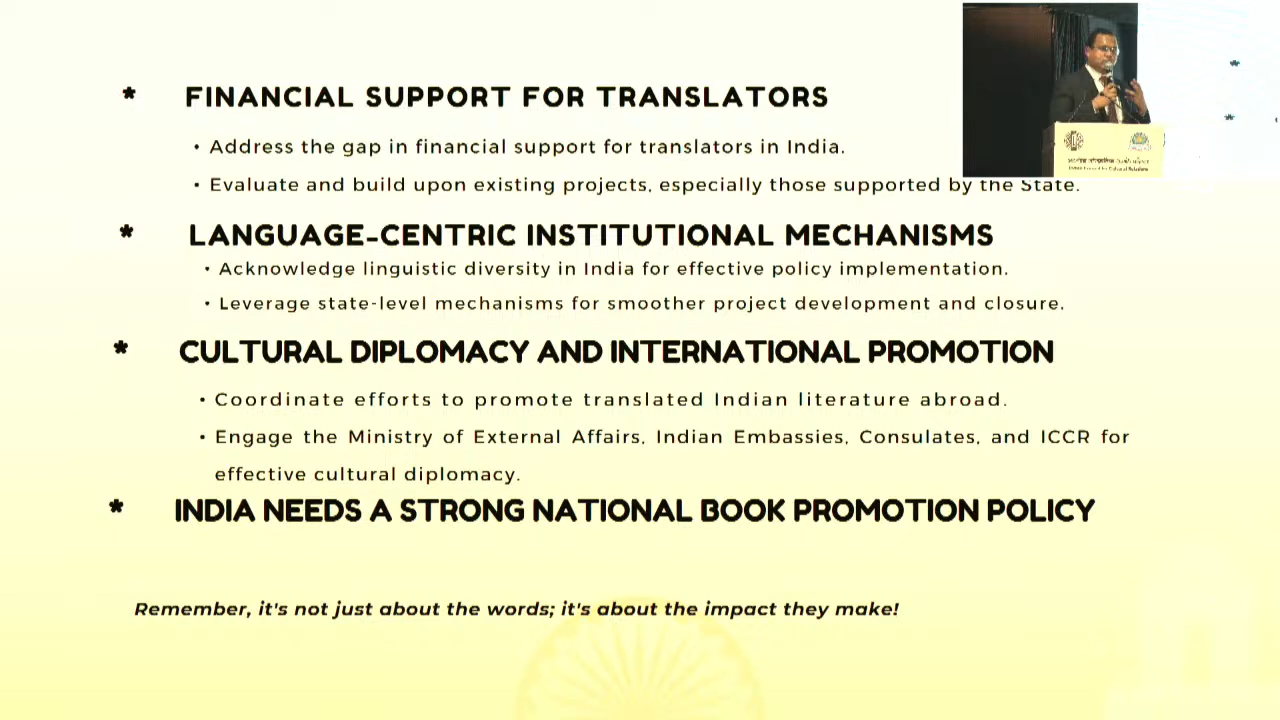 * FINANCIAL SUPPORT FOR TRANSLATORS
• Address the gap in financial support for translators in India.
• Evaluate and build upon existing projects, especially those supported by the State.
* LANGUAGE-CENTRIC INSTITUTIONAL MECHANISMS
• Acknowledge linguistic diversity in India for effective policy implementation.
• Leverage state-level mechanisms for smoother project development and closure.
* CULTURAL DIPLOMACY AND INTERNATIONAL PROMOTION
• Coordinate efforts to promote translated Indian literature abroad.
• Engage the Ministry of External Affairs, Indian Embassies, Consulates, and ICCR for
effective cultural diplomacy.
* INDIA NEEDS A STRONG NATIONAL BOOK PROMOTION POLICY
Remember, it's not just about the words; it's about the impact they make!